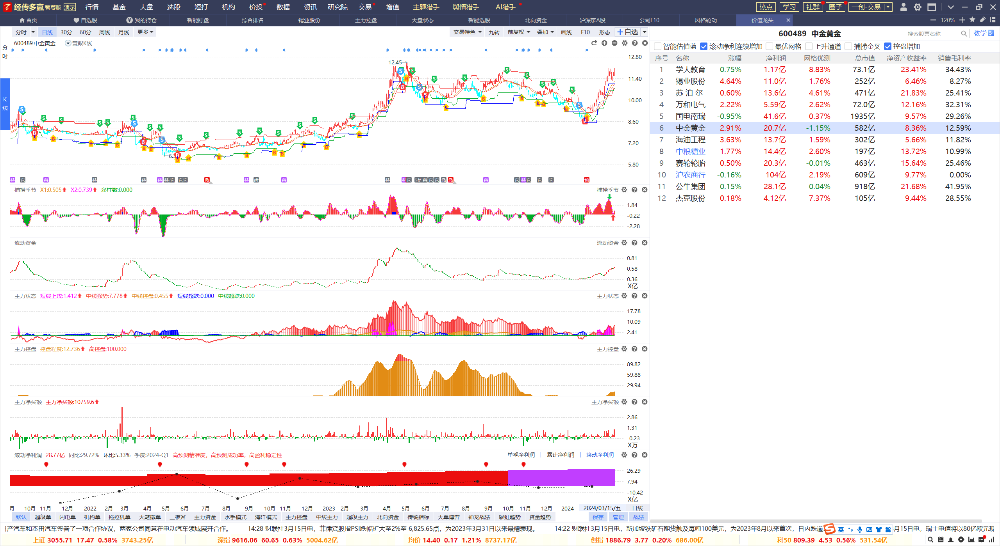 经传多赢 智尊版 演示 行情 基金 大盘 选股 短打 机构 价投 数据 资讯 研究院 交易 增值 主题猎手 舆情猎手 AI猎手 热点 学习 社群 圈子 一创-交易
首页 自选股 我的持仓 智能盯盘 综合排名 锡业股份 主力控盘 大盘状态 智能选股 北向资金 沪深京A股 公司F10 风格轮动 价值龙头 120%
分时 日线 30分 60分 周线 月线 更多 交易特色 九转 前复权 叠加 画线 F10 形态 自选
600489 中金黄金 搜索股票名称 教学
600489 中金黄金 慧眼K线
分时
K线
智能估值蓝 滚动净利连续增加 最优网格 上升通道 捕捞金叉 控盘增加
序号 名称 涨幅 净利润 网格优测 总市值 净资产收益率 销售毛利率
1 学大教育 -0.75% 1.17亿 8.83% 73.1亿 23.41% 34.43%
2 锡业股份 4.64% 11.0亿 1.76% 252亿 6.46% 8.27%
3 苏 泊 尔 0.60% 13.6亿 4.61% 471亿 21.83% 25.41%
4 万和电气 2.22% 5.59亿 2.62% 72.0亿 12.16% 32.31%
5 国电南瑞 -0.95% 41.6亿 0.37% 1935亿 9.57% 29.26%
6 中金黄金 2.91% 20.7亿 -1.15% 582亿 8.36% 12.59%
7 海油工程 3.63% 13.7亿 1.59% 302亿 5.66% 11.82%
8 中粮糖业 1.77% 14.4亿 2.60% 197亿 13.72% 10.99%
9 赛轮轮胎 0.50% 20.3亿 -0.01% 463亿 15.64% 25.46%
10 沪农商行 -0.16% 104亿 2.19% 609亿 9.77% 0.00%
11 公牛集团 -0.15% 28.1亿 -0.04% 918亿 21.68% 41.95%
12 杰克股份 0.18% 4.12亿 7.37% 105亿 9.44% 28.55%
12.45
12.80
11.40
10.00
8.60
7.20
5.80
捕捞季节 X1:0.505 X2:0.739 彩柱数:0.000 捕捞季节
1.84
-0.22
-2.28
流动资金 流动资金
0.81
0.58
0.36
X亿
主力状态 短线上攻:1.412 中线强势:7.778 中线控盘:0.455 短线超跌:0.000 中线超跌:0.000 主力状态
17.78
10.09
2.41
主力控盘 控盘程度:12.736 高控盘:100.000 主力控盘
89.82
59.88
29.94
主力净买额 主力净买额:10759.6 主力净买额
2.86
1.31
-0.23
X万
滚动净利润 28.77亿 同比:29.72% 环比:5.33% 季度:2024-Q1 高预测精准度，高预测成功率，高盈利稳定性 单季净利润 累计净利润 滚动净利润
26.29
7.94
-10.42
X亿
月 10月 11月 12月 2022 2月 3月 4月 5月 6月 7月 8月 9月 10月 11月 12月 2023 2月 3月 4月 5月 6月 7月 8月 9月 10月 11月 12月 2024 2024/03/15/五 日线
默认 超级单 闪电单 机构单 拖拉机单 大笔撤单 三板斧 主力资金 水手模式 海洋模式 主力控盘 中线主力 超级主力 北向资金 传统指标 大单博弈 神龙战法 彩虹趋势 资金趋势 保存 管理 战法
产汽车和本田汽车签署了一项合作协议，两家公司同意在电动汽车领域展开合作。 14:28 财联社3月15日电，菲律宾股指PSI跌幅扩大至2%至 6,825.65点，为2023年3月31日以来最糟表现。 14:22 财联社3月15日电，新加坡铁矿石期货触及每吨100美元，为2023年8月以来首次，日内跌逾 英 月15日电，瑞士电信将以80亿欧元现
上证 3055.71 17.47 0.58% 3743.25亿 深指 9616.06 60.65 0.63% 5004.62亿 均价 14.40 0.17 1.21% 8737.17亿 创指 1886.79 3.77 0.20% 686.00亿 科50 809.39 4.53 0.56% 531.54亿